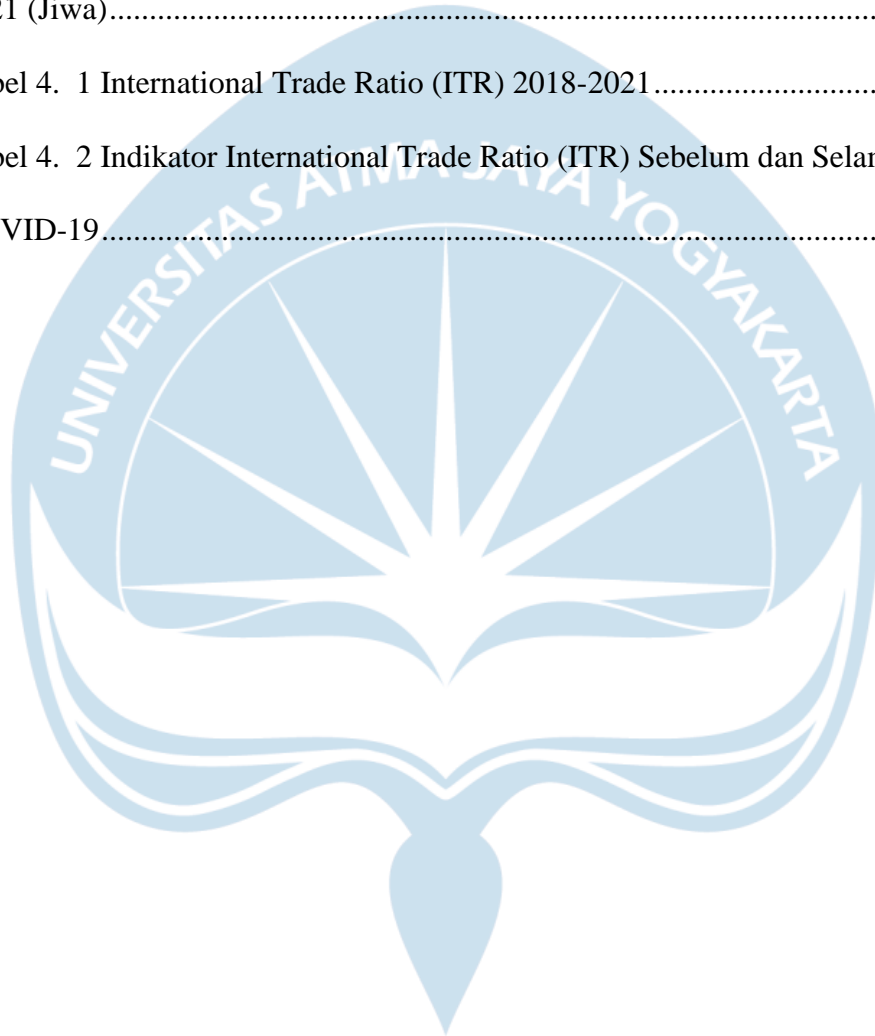 21 (Jiwa)................................................................................................
bel 4.  1 International Trade Ratio (ITR) 2018-2021............................
bel 4.  2 Indikator International Trade Ratio (ITR) Sebelum dan Selar
VID-19..................................................................................................
UNIVERSITAS ATMA JAYA YOGYAKARTA